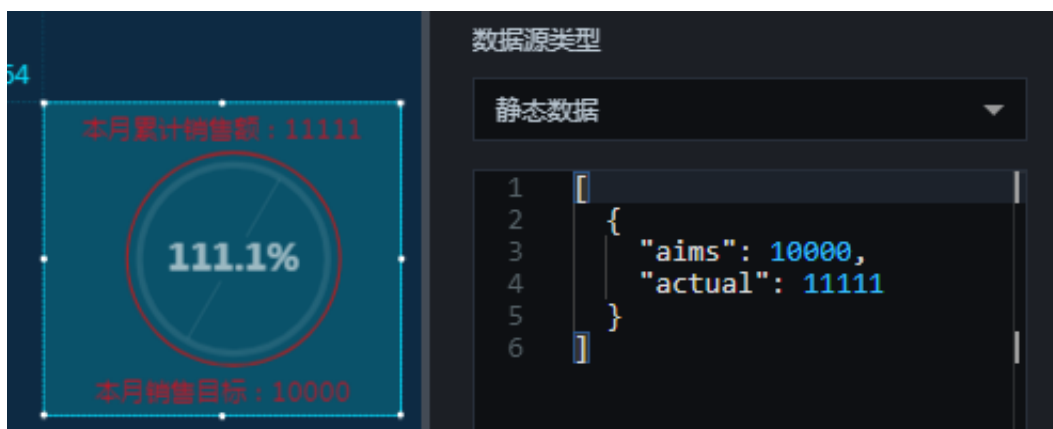 54
本月累计销售额：11111
111.1%
本月销售目标：10000
数据源类型
静态数据
1 [
2 {
3 "aims": 10000,
4 "actual": 11111
5 }
6 ]